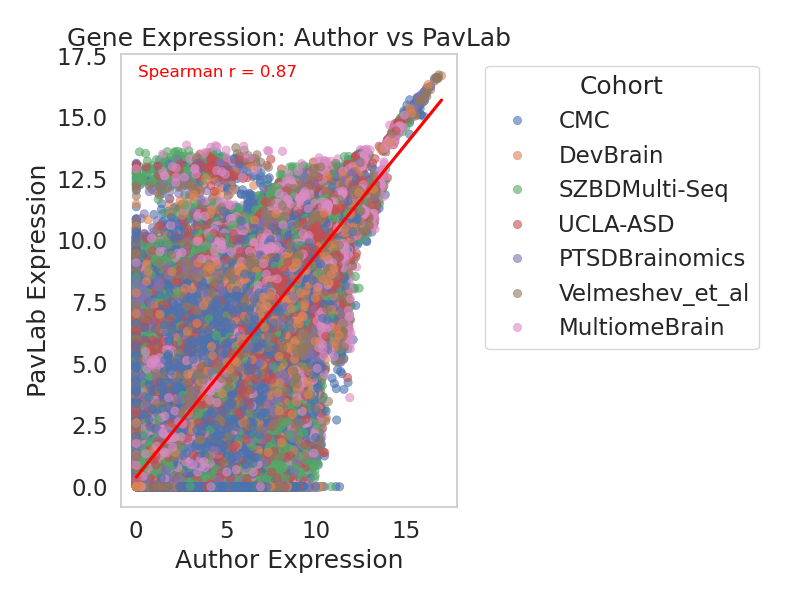 Gene Expression: Author vs PavLab
Spearman r = 0.87
17.5
15.0
12.5
10.0
7.5
5.0
2.5
0.0
PavLab Expression
0 5 10 15
Author Expression
Cohort
CMC
DevBrain
SZBDMulti-Seq
UCLA-ASD
PTSDBrainomics
Velmeshev_et_al
MultiomeBrain